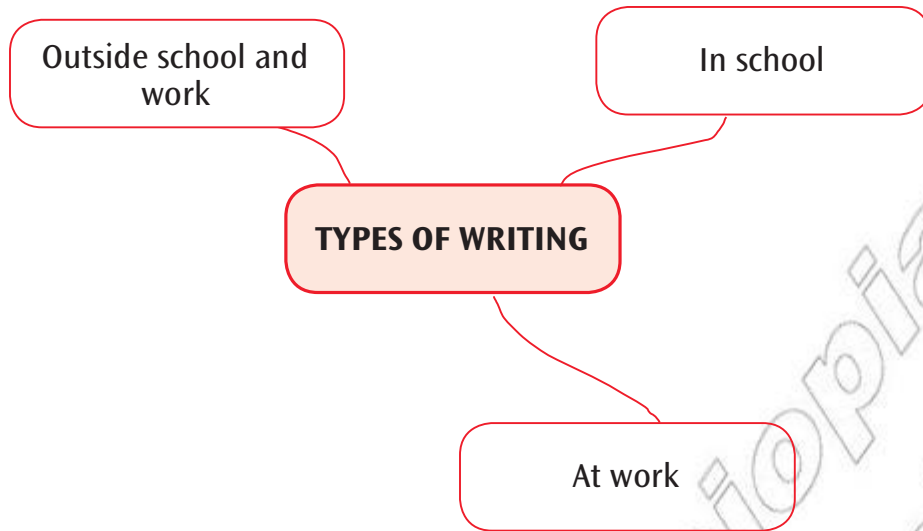 Outside school and
work
In school
TYPES OF WRITING
At work